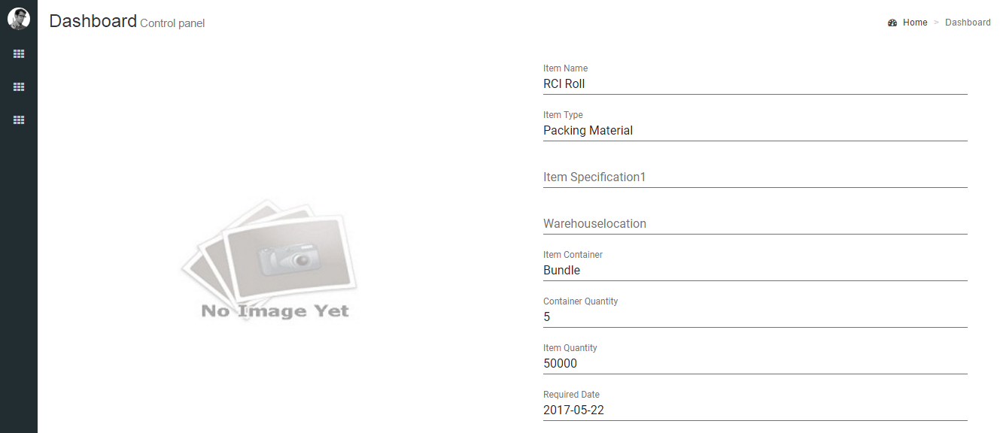 Dashboard Control panel
Home > Dashboard
Item Name
RCI Roll
Item Type
Packing Material
Item Specification1
Warehouselocation
Item Container
Bundle
Container Quantity
5
Item Quantity
50000
Required Date
2017-05-22
No Image Yet